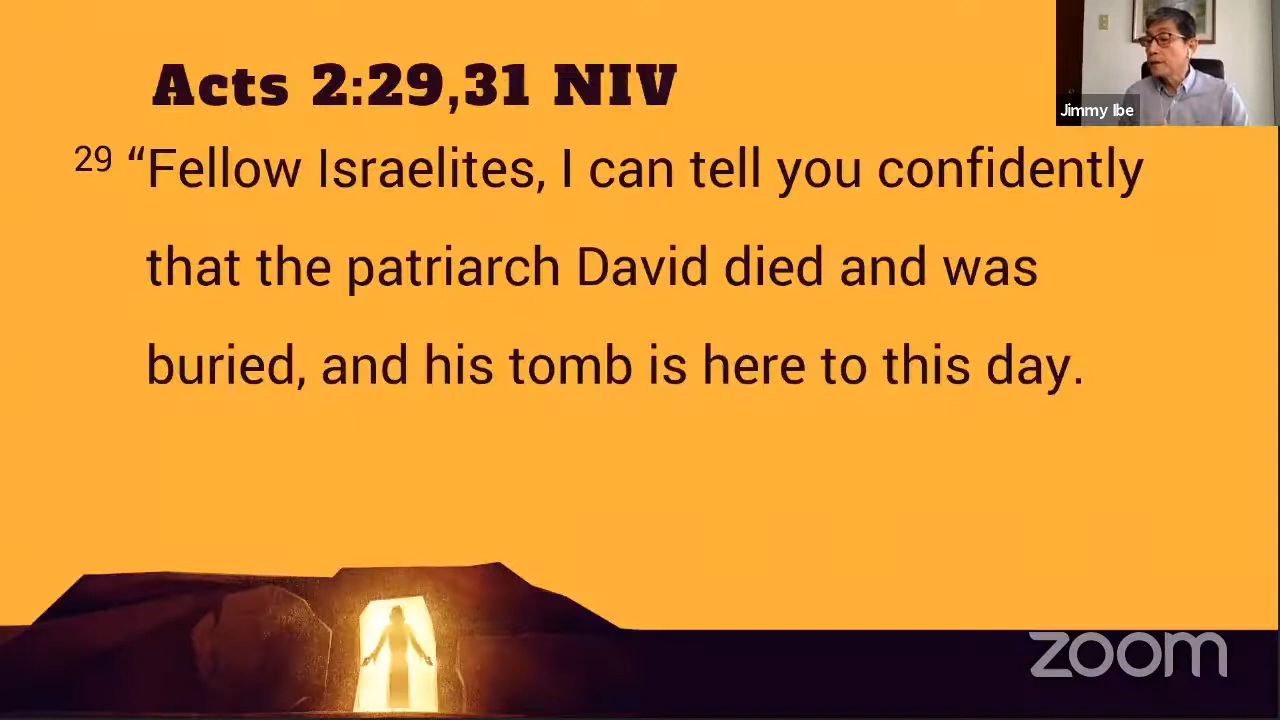 Acts 2:29,31 NIV
Jimmy Ibe
29 “Fellow Israelites, I can tell you confidently
that the patriarch David died and was
buried, and his tomb is here to this day.
zoom